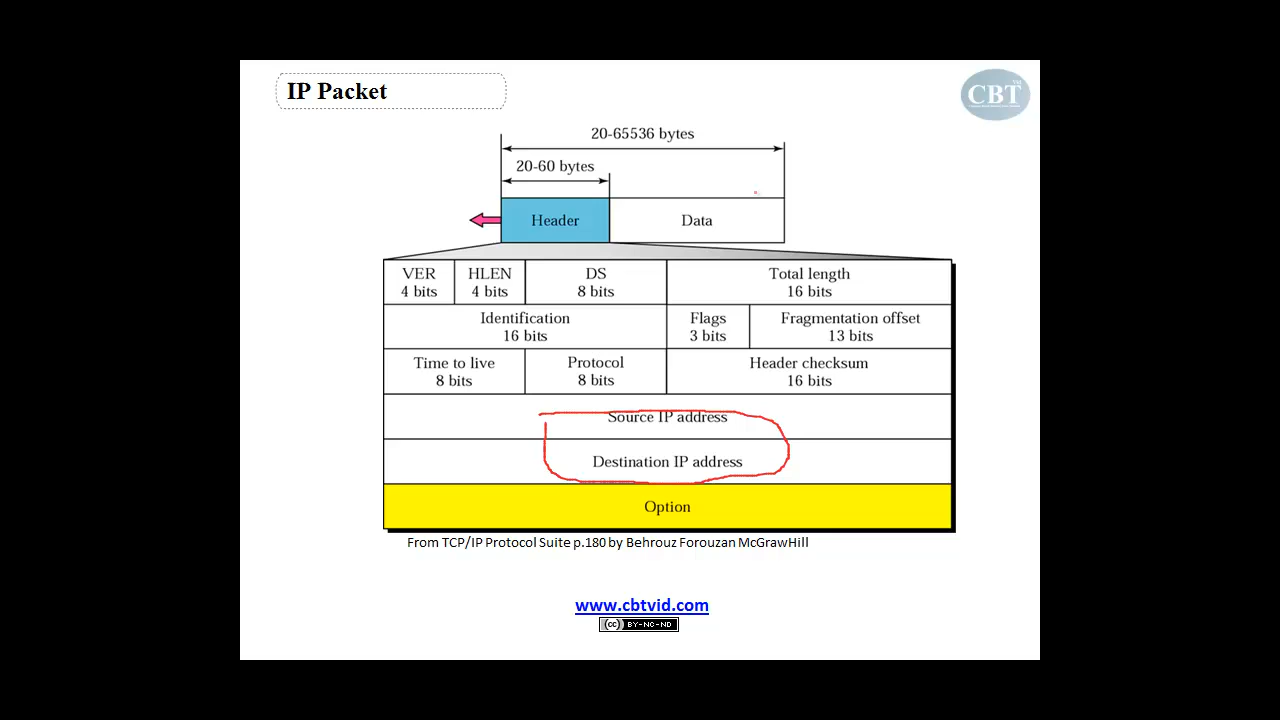 IP Packet
CBT
TM
20-65536 bytes
20-60 bytes
Header
Data
VER
4 bits
HLEN
4 bits
DS
8 bits
Total length
16 bits
Identification
16 bits
Flags
3 bits
Fragmentation offset
13 bits
Time to live
8 bits
Protocol
8 bits
Header checksum
16 bits
Source IP address
Destination IP address
Option
From TCP/IP Protocol Suite p.180 by Behrouz Forouzan McGrawHill
www.cbtvid.com
cc BY-NC-ND